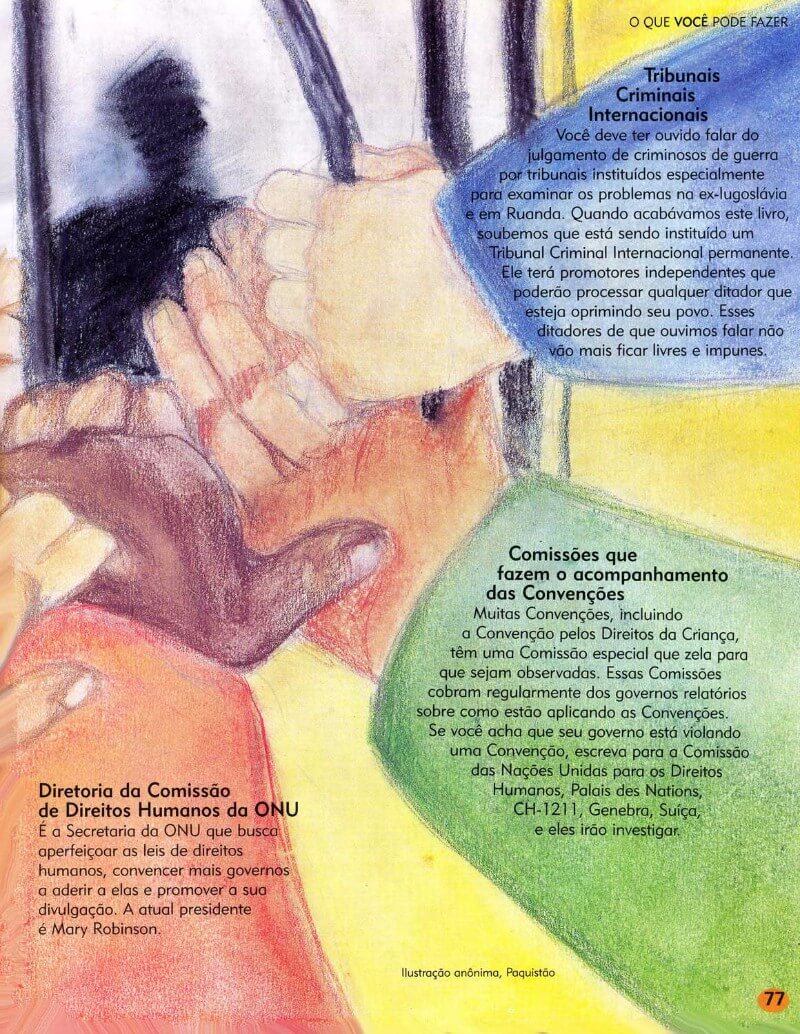 O QUE VOCÊ PODE FAZER
Tribunais
Criminais
Internacionais
Você deve ter ouvido falar do
julgamento de criminosos de guerra
por tribunais instituídos especialmente
para examinar os problemas na ex-Iugoslávia
e em Ruanda. Quando acabávamos este livro,
soubemos que está sendo instituído um
Tribunal Criminal Internacional permanente.
Ele terá promotores independentes que
poderão processar qualquer ditador que
esteja oprimindo seu povo. Esses
ditadores de que ouvimos falar não
vão mais ficar livres e impunes.
Comissões que
fazem o acompanhamento
das Convenções
Muitas Convenções, incluindo
a Convenção pelos Direitos da Criança,
têm uma Comissão especial que zela para
que sejam observadas. Essas Comissões
cobram regularmente dos governos relatórios
sobre como estão aplicando as Convenções.
Se você acha que seu governo está violando
uma Convenção, escreva para a Comissão
das Nações Unidas para os Direitos
Humanos, Palais des Nations,
CH-1211, Genebra, Suíça,
e eles irão investigar.
Diretoria da Comissão
de Direitos Humanos da ONU
É a Secretaria da ONU que busca
aperfeiçoar as leis de direitos
humanos, convencer mais governos
a aderir a elas e promover a sua
divulgação. A atual presidente
é Mary Robinson.
Ilustração anônima, Paquistão
77